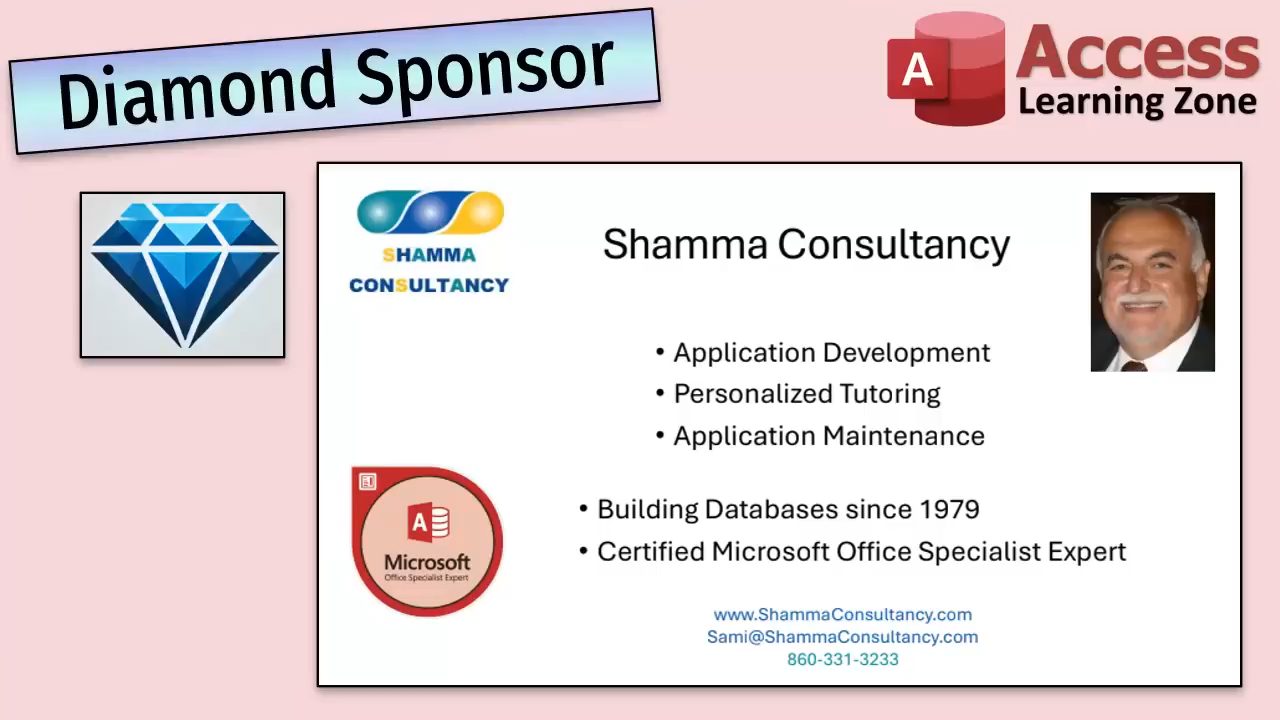 Diamond Sponsor
A
Access
Learning Zone
SHAMMA
CONSULTANCY
Shamma Consultancy
• Application Development
• Personalized Tutoring
• Application Maintenance
A
Microsoft
Office Specialist Expert
• Building Databases since 1979
• Certified Microsoft Office Specialist Expert
www.ShammaConsultancy.com
Sami@ShammaConsultancy.com
860-331-3233